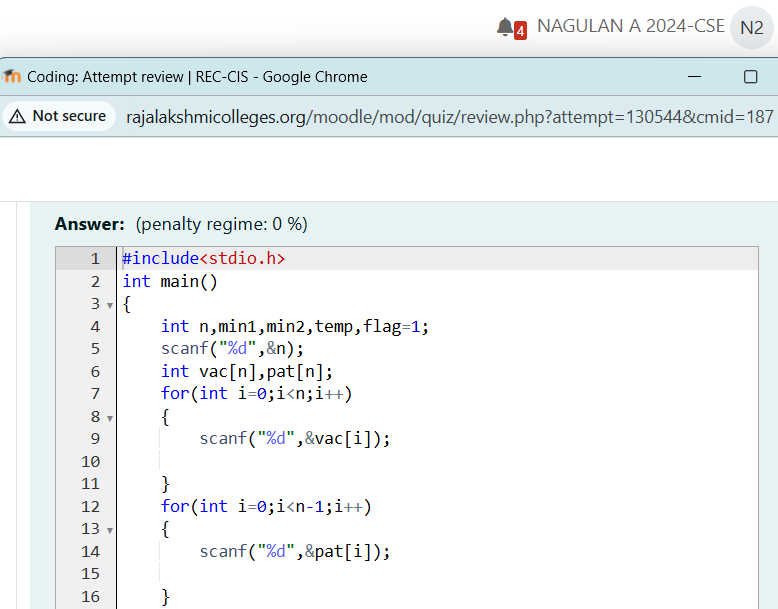 4 NAGULAN A 2024-CSE N2
Coding: Attempt review | REC-CIS - Google Chrome
Not secure rajalakshmicolleges.org/moodle/mod/quiz/review.php?attempt=130544&cmid=187
Answer: (penalty regime: 0 %)
1 #include<stdio.h>
2 int main()
3 {
4     int n,min1,min2,temp,flag=1;
5     scanf("%d",&n);
6     int vac[n],pat[n];
7     for(int i=0;i<n;i++)
8     {
9         scanf("%d",&vac[i]);
10
11     }
12     for(int i=0;i<n-1;i++)
13     {
14         scanf("%d",&pat[i]);
15
16     }